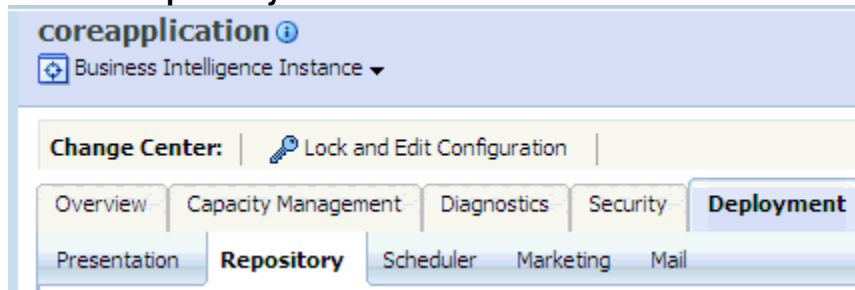 coreapplication
Business Intelligence Instance
Change Center: Lock and Edit Configuration
Overview Capacity Management Diagnostics Security Deployment
Presentation Repository Scheduler Marketing Mail